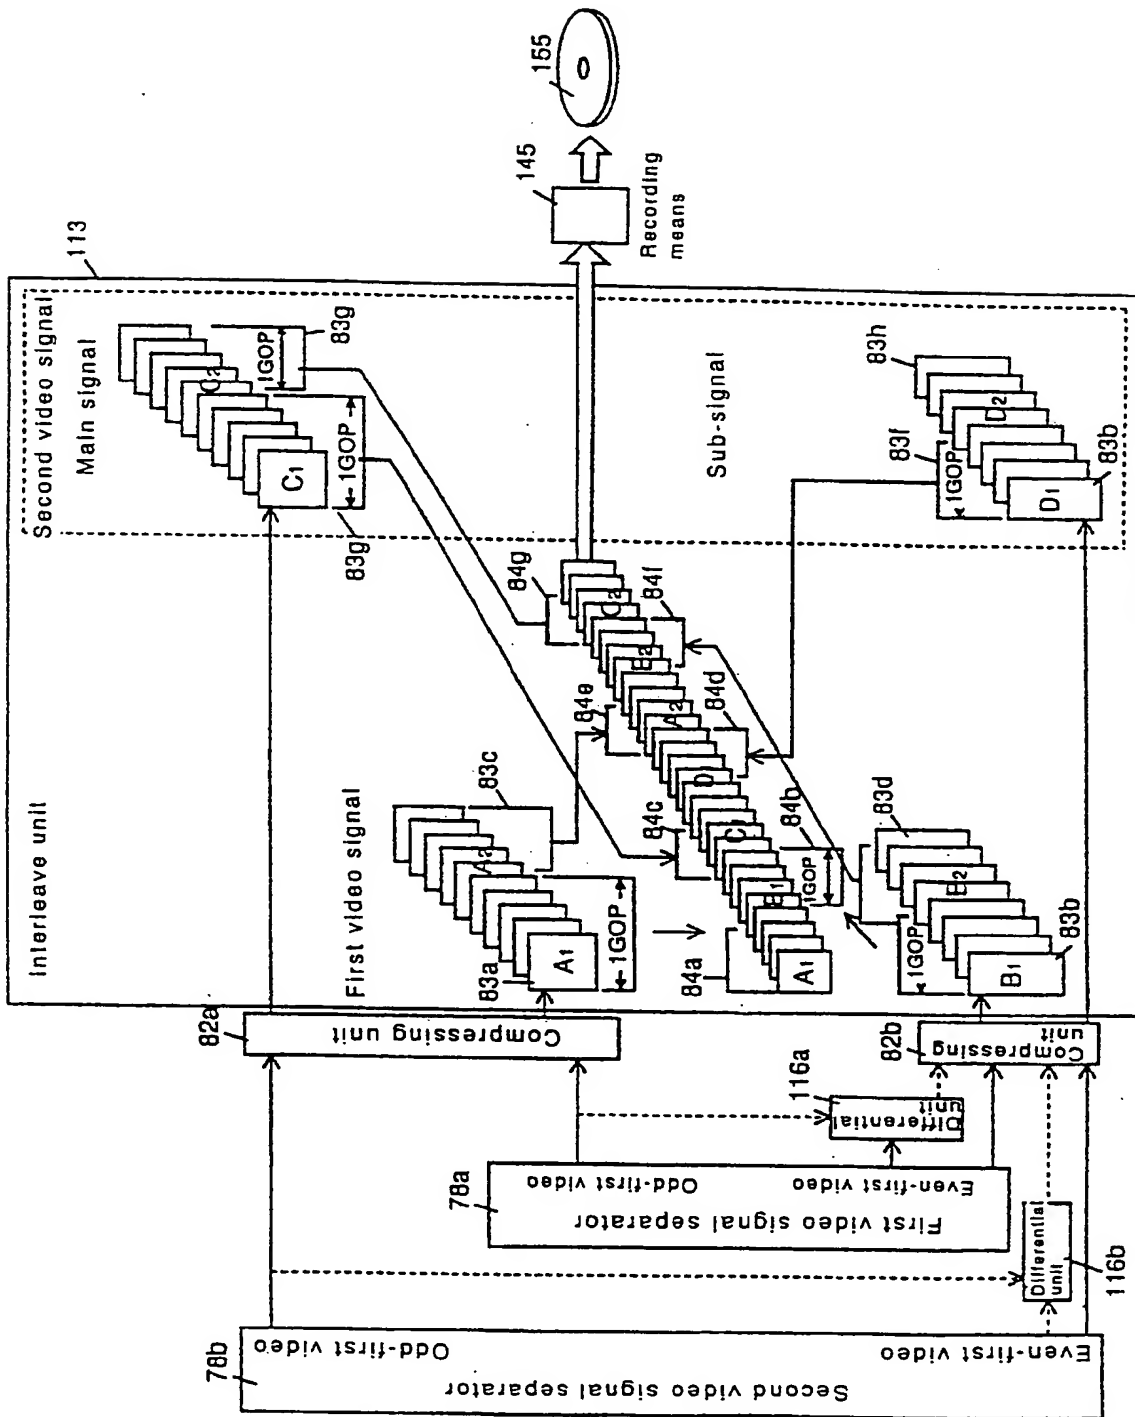 Interleave unit
113
Second video signal
Main signal
C1
C2
1GOP
1GOP
83g
83g
First video signal
83a
A1
A2
1GOP
83c
84a
A1
B1
1GOP
84b
84c
C1
D1
84d
84e
A2
B2
84f
84g
C2
1GOP
B1
83b
B2
83d
Sub-signal
1GOP
83f
D1
83b
D2
83h
145
Recording
means
155
82a
Compressing unit
82b
Compressing
unit
116a
Differential
unit
78a
First video signal separator
Odd-first video
Even-first video
116b
Differential
unit
78b
Second video signal separator
Odd-first video
Even-first video